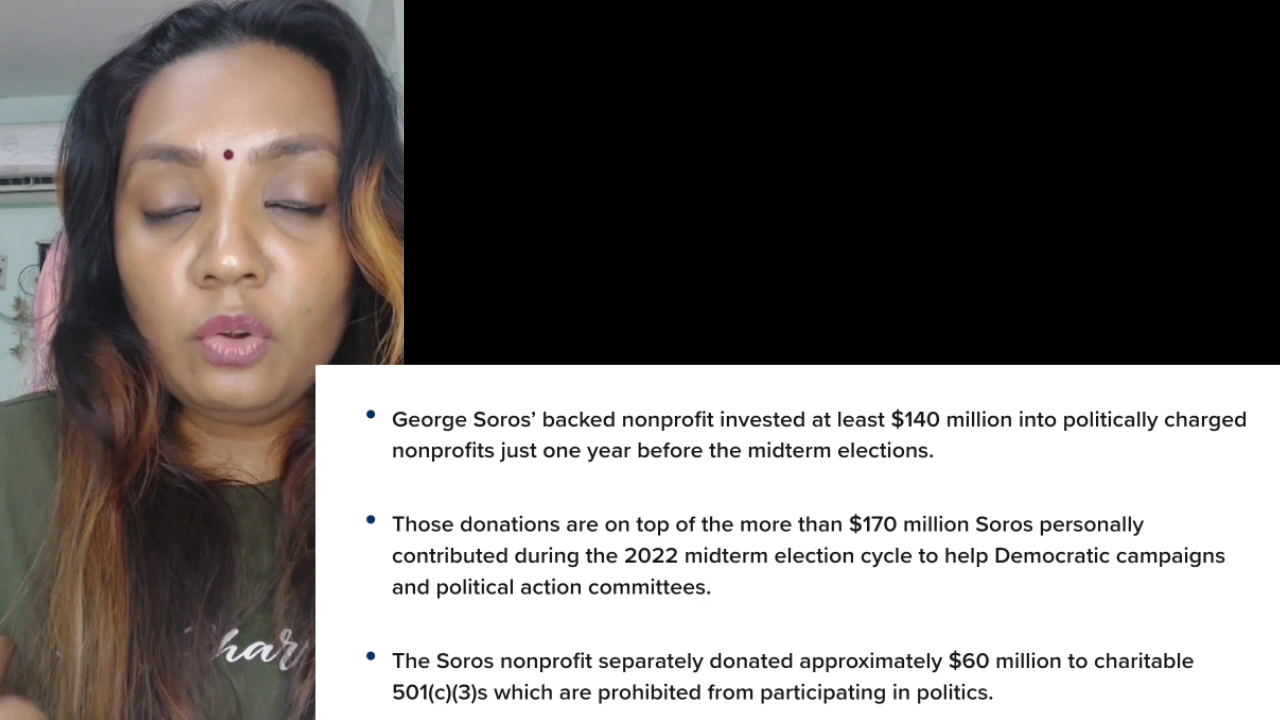 George Soros’ backed nonprofit invested at least $140 million into politically charged
nonprofits just one year before the midterm elections.
Those donations are on top of the more than $170 million Soros personally
contributed during the 2022 midterm election cycle to help Democratic campaigns
and political action committees.
The Soros nonprofit separately donated approximately $60 million to charitable
501(c)(3)s which are prohibited from participating in politics.